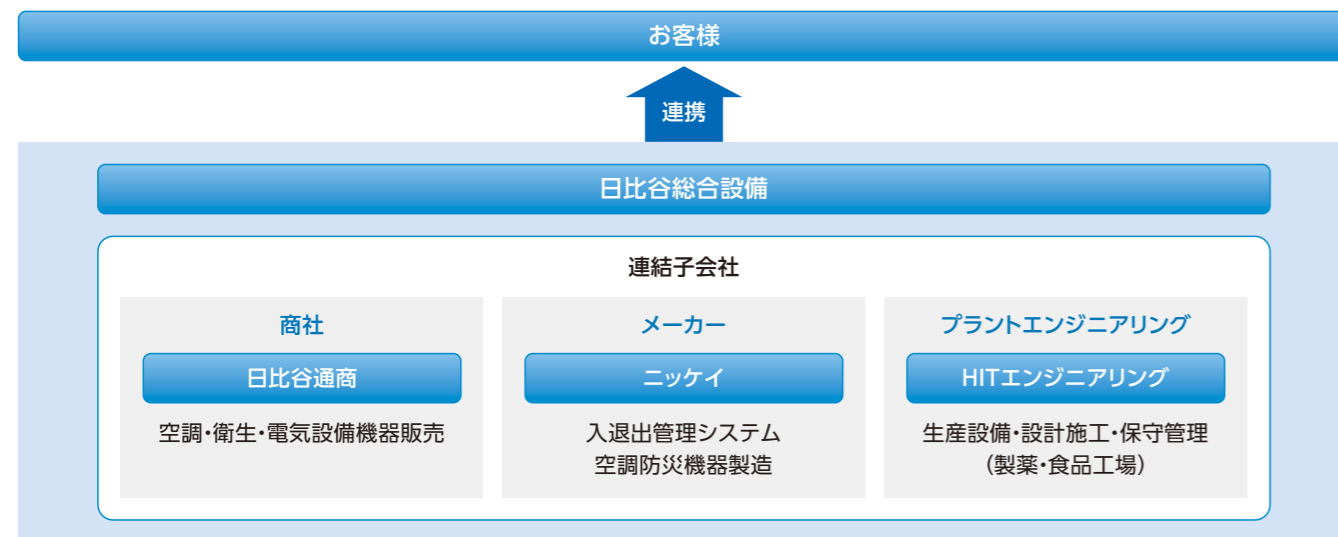 お客様
連携
日比谷総合設備
連結子会社
商社
日比谷通商
空調・衛生・電気設備機器販売
メーカー
ニッケイ
入退出管理システム
空調防災機器製造
プラントエンジニアリング
HITエンジニアリング
生産設備・設計施工・保守管理
（製薬・食品工場）